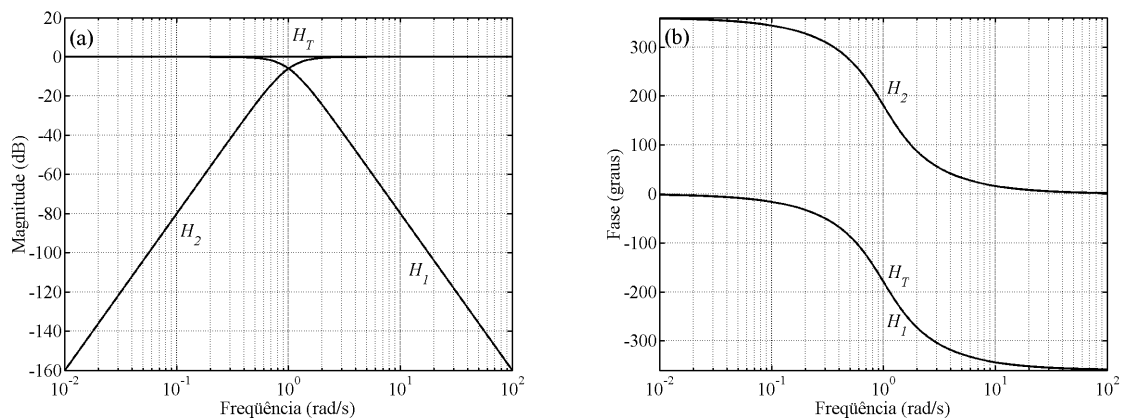 (a)
H_T
20
0
-20
-40
-60
-80
-100
-120
-140
-160
Magnitude (dB)
H_2
H_1
10^-2
10^-1
10^0
10^1
10^2
Freqüência (rad/s)
(b)
300
200
100
0
-100
-200
-300
Fase (graus)
H_2
H_T
H_1
10^-2
10^-1
10^0
10^1
10^2
Freqüência (rad/s)